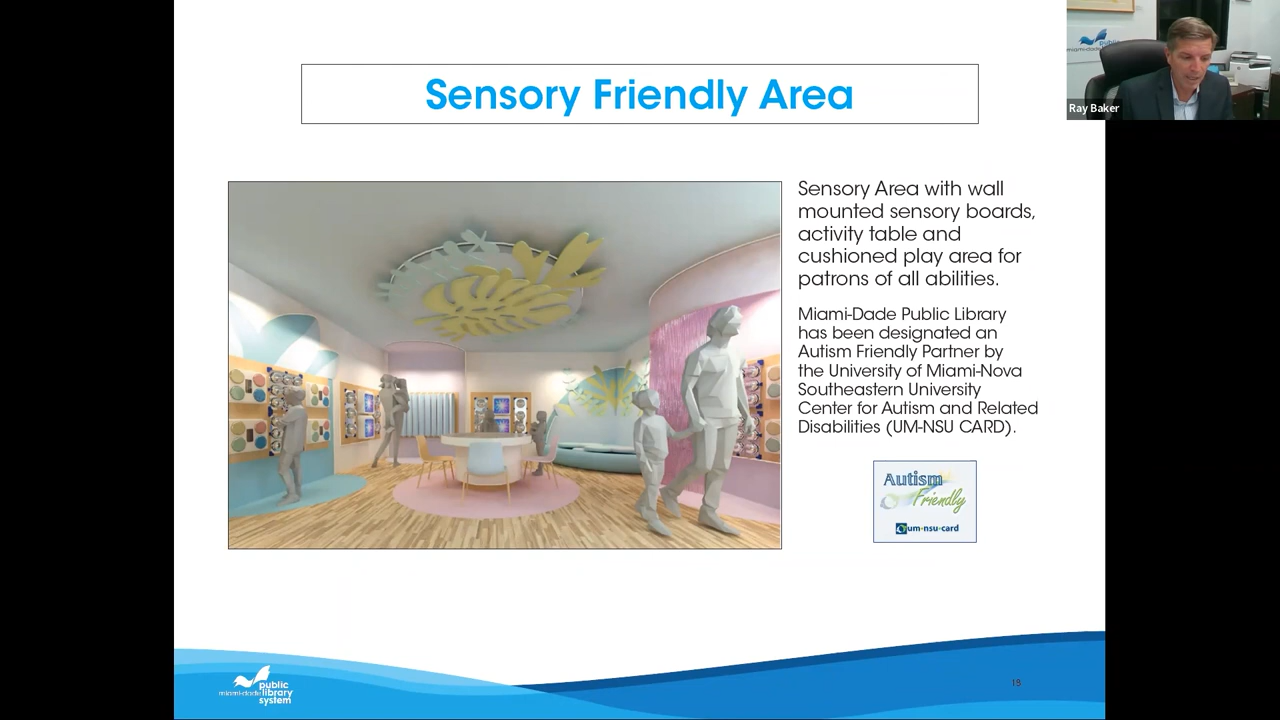 Sensory Friendly Area
miami-dade
Ray Baker
Sensory Area with wall
mounted sensory boards,
activity table and
cushioned play area for
patrons of all abilities.
Miami-Dade Public Library
has been designated an
Autism Friendly Partner by
the University of Miami-Nova
Southeastern University
Center for Autism and Related
Disabilities (UM-NSU CARD).
Autism
Friendly
um·nsu·card
miami-dade public
library
system
18